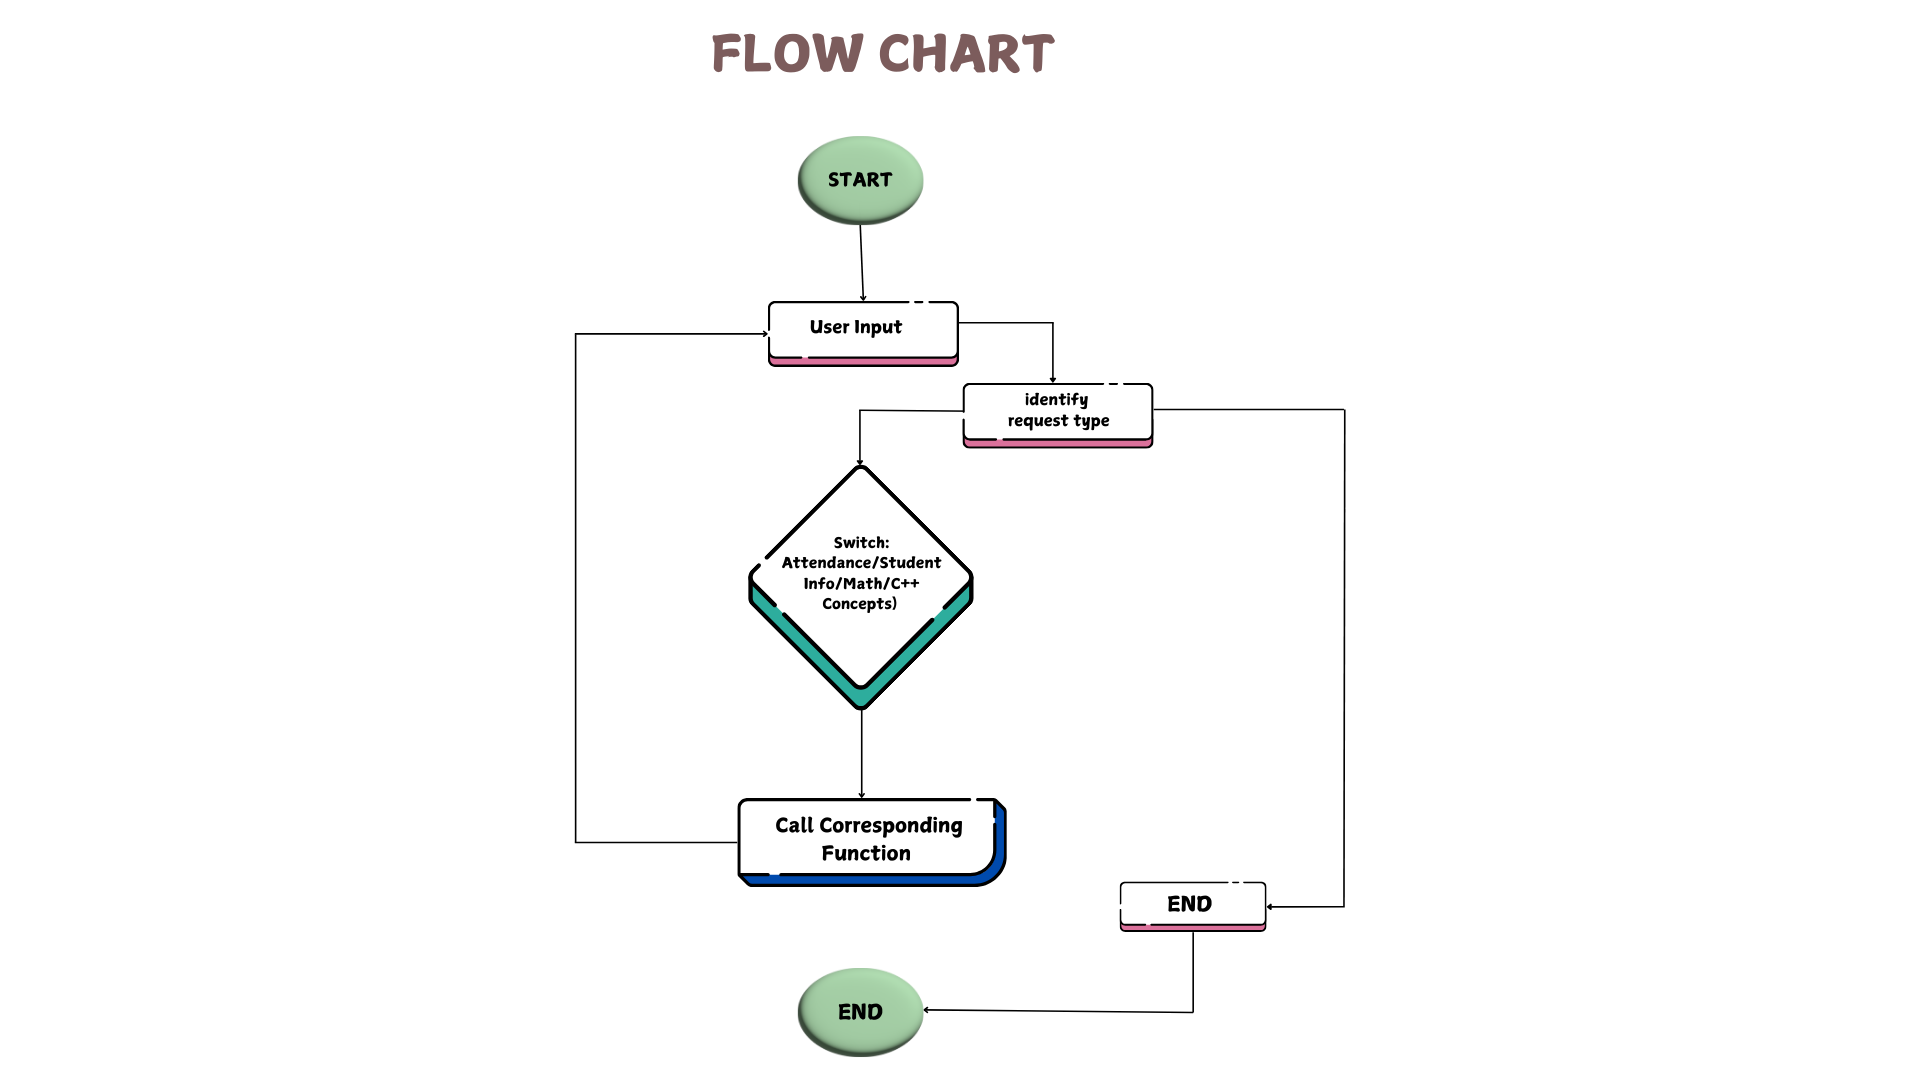 FLOW CHART
START
User Input
identify
request type
Switch:
Attendance/Student
Info/Math/C++
Concepts)
Call Corresponding
Function
END
END